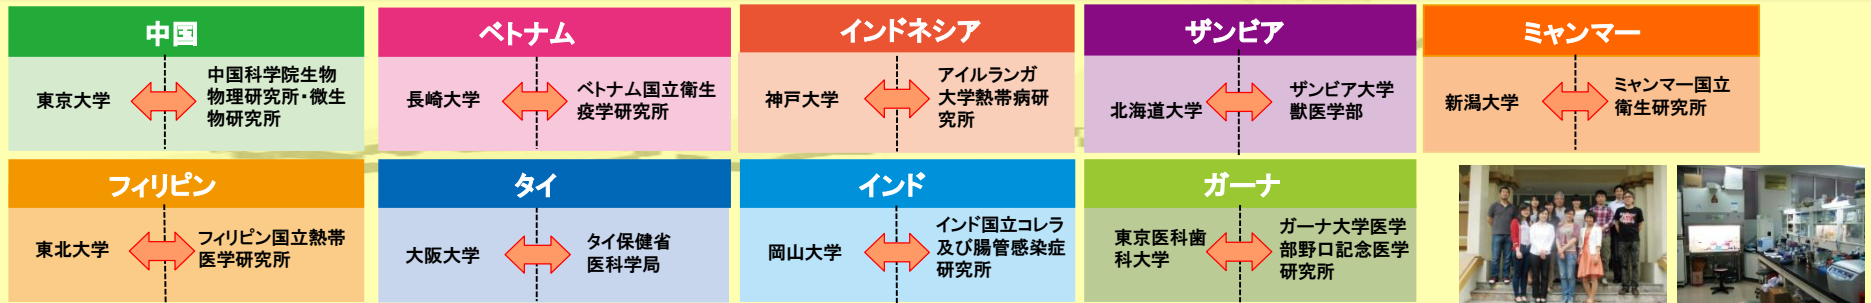 中国
東京大学
中国科学院生物
物理研究所・微生
物研究所
ベトナム
長崎大学
ベトナム国立衛生
疫学研究所
インドネシア
神戸大学
アイルランガ
大学熱帯病研
究所
ザンビア
北海道大学
ザンビア大学
獣医学部
ミャンマー
新潟大学
ミャンマー国立
衛生研究所
フィリピン
東北大学
フィリピン国立熱帯
医学研究所
タイ
大阪大学
タイ保健省
医科学局
インド
岡山大学
インド国立コレラ
及び腸管感染症
研究所
ガーナ
東京医科歯
科大学
ガーナ大学医学
部野口記念医学
研究所